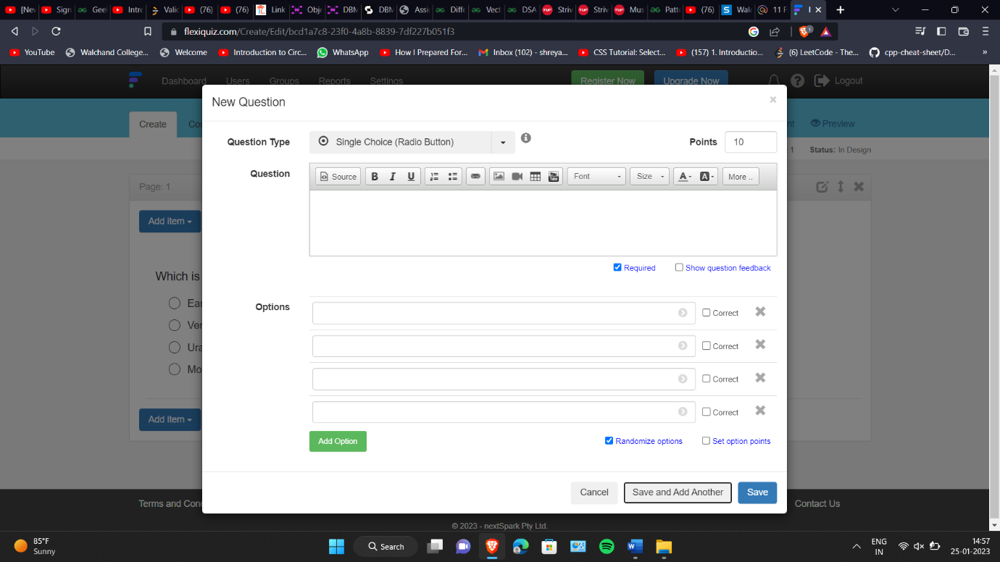 [Ne Sign Geel Intro Valid (76) (76) Link Obje DBM DBM Assi Diffe Vect DSA Striv Striv Mus Patte (76) Walc 11 F
flexiquiz.com/Create/Edit/bcd1a7c8-23f0-4a8b-8839-7df227b051f3 1
YouTube Walchand College... Welcome Introduction to Circ... WhatsApp How I Prepared For... Inbox (102) - shreya... CSS Tutorial: Select... (157) 1. Introductio... (6) LeetCode - The... cpp-cheat-sheet/D... »
Dashboard Users Groups Reports Settings Register Now Upgrade Now Logout
New Question ×
Create Co nt Preview
Question Type Single Choice (Radio Button) Points 10
1 Status: In Design
Question Source B I U Font Size A A More ..
Page: 1
Add item
Required Show question feedback
Which is
Ear
Ver
Ura
Mo
Options Correct
Correct
Correct
Correct
Add item
Add Option Randomize options Set option points
Cancel Save and Add Another Save
Terms and Cond Contact Us
© 2023 - nextSpark Pty Ltd.
85°F
Sunny
Search
ENG
IN
14:57
25-01-2023